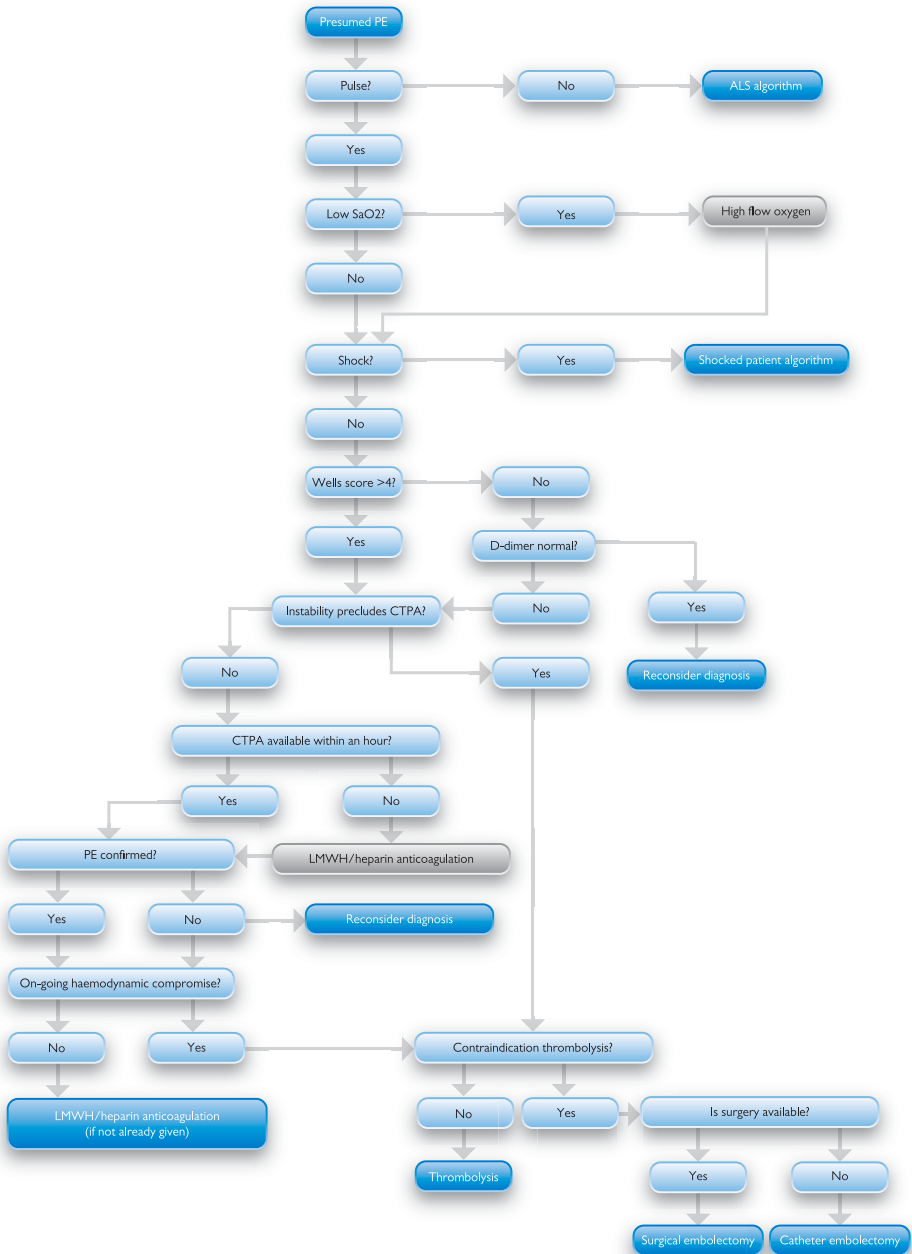 Presumed PE
Pulse?
No
ALS algorithm
Yes
Low SaO2?
Yes
High flow oxygen
No
Shock?
Yes
Shocked patient algorithm
No
Wells score >4?
No
Yes
D-dimer normal?
Instability precludes CTPA?
No
Yes
No
Yes
Reconsider diagnosis
CTPA available within an hour?
Yes
No
PE confirmed?
LMWH/heparin anticoagulation
Yes
No
Reconsider diagnosis
On-going haemodynamic compromise?
No
Yes
Contraindication thrombolysis?
LMWH/heparin anticoagulation
(if not already given)
No
Yes
Is surgery available?
Thrombolysis
Yes
No
Surgical embolectomy
Catheter embolectomy